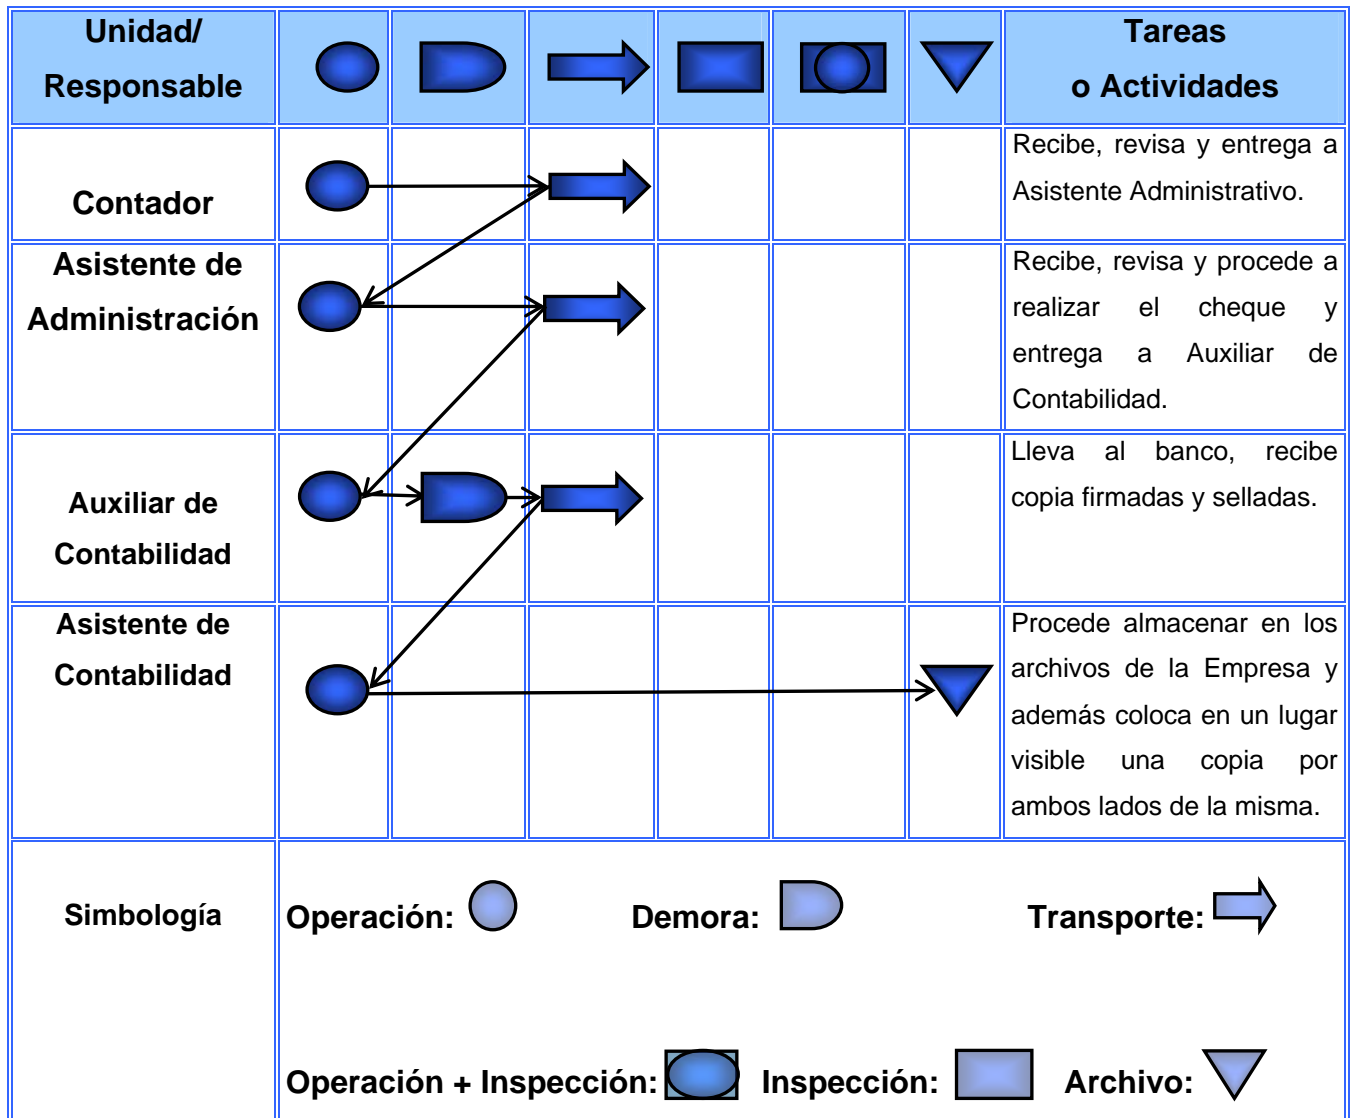 Unidad/
Responsable
Tareas
o Actividades
Contador
Recibe, revisa y entrega a
Asistente Administrativo.
Asistente de
Administración
Recibe, revisa y procede a
realizar el cheque y
entrega a Auxiliar de
Contabilidad.
Auxiliar de
Contabilidad
Lleva al banco, recibe
copia firmadas y selladas.
Asistente de
Contabilidad
Procede almacenar en los
archivos de la Empresa y
además coloca en un lugar
visible una copia por
ambos lados de la misma.
Simbología
Operación: Demora: Transporte:
Operación + Inspección: Inspección: Archivo: